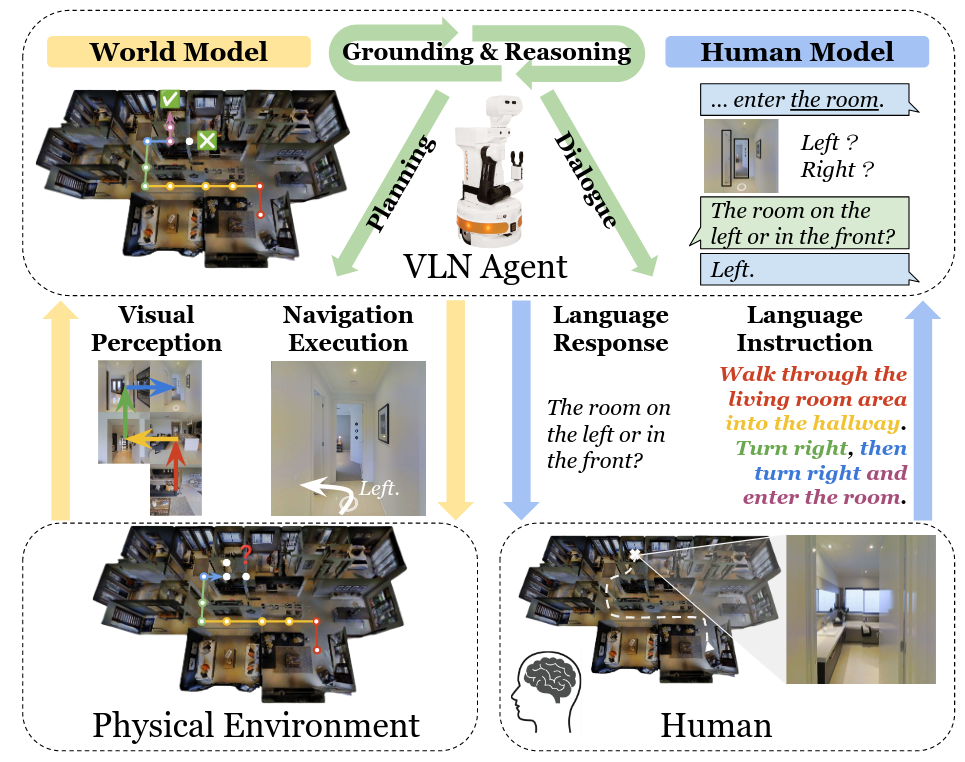 World Model
Grounding & Reasoning
Human Model
Planning
Dialogue
... enter the room.
Left ?
Right ?
The room on the
left or in the front?
Left.
VLN Agent
Visual
Perception
Navigation
Execution
Language
Response
Language
Instruction
Left.
The room on
the left or in
the front?
Walk through the
living room area
into the hallway.
Turn right, then
turn right and
enter the room.
?
Physical Environment
Human